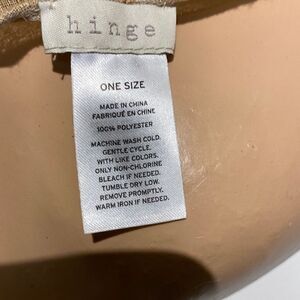 hinge
ONE SIZE
MADE IN CHINA
FABRIQUÉ EN CHINE
100% POLYESTER
MACHINE WASH COLD.
GENTLE CYCLE.
WITH LIKE COLORS.
ONLY NON-CHLORINE
BLEACH IF NEEDED.
TUMBLE DRY LOW.
REMOVE PROMPTLY.
WARM IRON IF NEEDED.